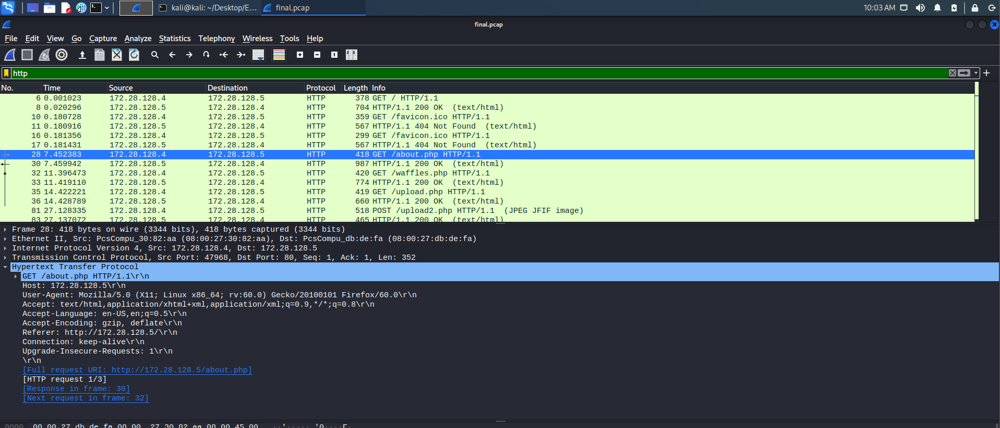 kali@kali: ~/Desktop/E... final.pcap 10:03 AM
final.pcap
File Edit View Go Capture Analyze Statistics Telephony Wireless Tools Help
http
No. Time Source Destination Protocol Length Info
6 0.001023 172.28.128.4 172.28.128.5 HTTP 378 GET / HTTP/1.1
8 0.020296 172.28.128.5 172.28.128.4 HTTP 704 HTTP/1.1 200 OK (text/html)
10 0.180728 172.28.128.4 172.28.128.5 HTTP 359 GET /favicon.ico HTTP/1.1
11 0.180916 172.28.128.5 172.28.128.4 HTTP 567 HTTP/1.1 404 Not Found (text/html)
16 0.181356 172.28.128.4 172.28.128.5 HTTP 299 GET /favicon.ico HTTP/1.1
17 0.181431 172.28.128.5 172.28.128.4 HTTP 567 HTTP/1.1 404 Not Found (text/html)
28 7.452383 172.28.128.4 172.28.128.5 HTTP 418 GET /about.php HTTP/1.1
30 7.459942 172.28.128.5 172.28.128.4 HTTP 987 HTTP/1.1 200 OK (text/html)
32 11.396473 172.28.128.4 172.28.128.5 HTTP 420 GET /waffles.php HTTP/1.1
33 11.419110 172.28.128.5 172.28.128.4 HTTP 774 HTTP/1.1 200 OK (text/html)
35 14.422221 172.28.128.4 172.28.128.5 HTTP 419 GET /upload.php HTTP/1.1
36 14.428789 172.28.128.5 172.28.128.4 HTTP 660 HTTP/1.1 200 OK (text/html)
81 27.128335 172.28.128.4 172.28.128.5 HTTP 518 POST /upload2.php HTTP/1.1 (JPEG JFIF image)
83 27.137072 172.28.128.5 172.28.128.4 HTTP 465 HTTP/1.1 200 OK (text/html)
Frame 28: 418 bytes on wire (3344 bits), 418 bytes captured (3344 bits)
Ethernet II, Src: PcsCompu_30:82:aa (08:00:27:30:82:aa), Dst: PcsCompu_db:de:fa (08:00:27:db:de:fa)
Internet Protocol Version 4, Src: 172.28.128.4, Dst: 172.28.128.5
Transmission Control Protocol, Src Port: 47968, Dst Port: 80, Seq: 1, Ack: 1, Len: 352
Hypertext Transfer Protocol
GET /about.php HTTP/1.1\r\n
Host: 172.28.128.5\r\n
User-Agent: Mozilla/5.0 (X11; Linux x86_64; rv:60.0) Gecko/20100101 Firefox/60.0\r\n
Accept: text/html,application/xhtml+xml,application/xml;q=0.9,*/*;q=0.8\r\n
Accept-Language: en-US,en;q=0.5\r\n
Accept-Encoding: gzip, deflate\r\n
Referer: http://172.28.128.5/\r\n
Connection: keep-alive\r\n
Upgrade-Insecure-Requests: 1\r\n
\r\n
[Full request URI: http://172.28.128.5/about.php]
[HTTP request 1/3]
[Response in frame: 30]
[Next request in frame: 32]
0000 08 00 27 db de fa 08 00 27 30 82 aa 08 00 45 00 ··'····· '0····E·